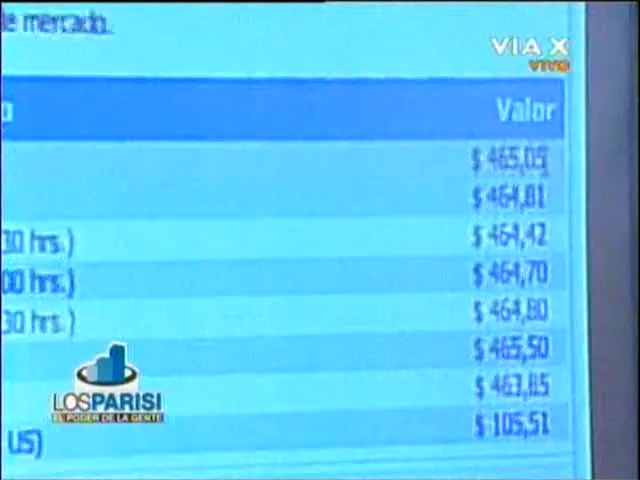 de mercado.
VIA X
VIVO
Valor
$ 465,05
$ 464,81
30 hrs.) $ 464,42
00 hrs.) $ 464,70
30 hrs.) $ 464,80
$ 465,50
$ 463,85
US) $ 105,51
LOSPARISI
EL PODER DE LA GENTE